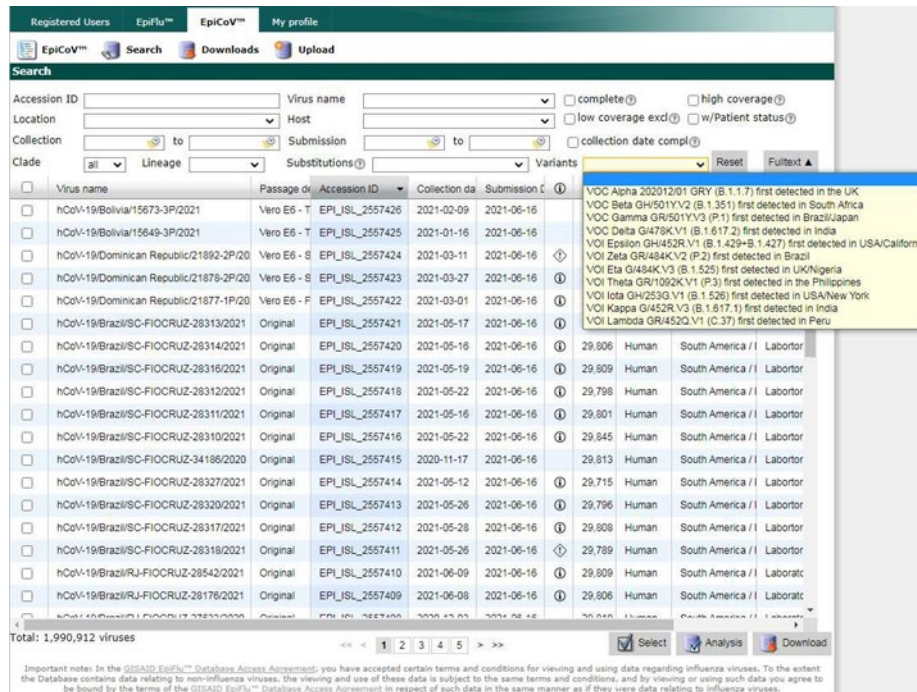 Registered Users EpiFlu™ EpiCoV™ My profile
EpiCoV™ Search Downloads Upload
Search
Accession ID Virus name complete high coverage
Location Host low coverage excl w/Patient status
Collection to Submission to collection date compl
Clade all Lineage Substitutions Variants Reset Fulltext ▲
Virus name Passage de Accession ID Collection da Submission D
VOC Alpha 202012/01 GRY (B.1.1.7) first detected in the UK
VOC Beta GH/501Y.V2 (B.1.351) first detected in South Africa
VOC Gamma GR/501Y.V3 (P.1) first detected in Brazil/Japan
VOC Delta G/478K.V1 (B.1.617.2) first detected in India
VOI Epsilon GH/452R.V1 (B.1.429+B.1.427) first detected in USA/Californ
VOI Zeta GR/484K.V2 (P.2) first detected in Brazil
VOI Eta G/484K.V3 (B.1.525) first detected in UK/Nigeria
VOI Theta GR/1092K.V1 (P.3) first detected in the Philippines
VOI Iota GH/253G.V1 (B.1.526) first detected in USA/New York
VOI Kappa G/452R.V3 (B.1.617.1) first detected in India
VOI Lambda GR/452Q.V1 (C.37) first detected in Peru
hCoV-19/Bolivia/15673-3P/2021 Vero E6 - T EPI_ISL_2557426 2021-02-09 2021-06-16
hCoV-19/Bolivia/15649-3P/2021 Vero E6 - T EPI_ISL_2557425 2021-01-16 2021-06-16
hCoV-19/Dominican Republic/21892-2P/20 Vero E6 - S EPI_ISL_2557424 2021-03-11 2021-06-16
hCoV-19/Dominican Republic/21878-2P/20 Vero E6 - S EPI_ISL_2557423 2021-03-27 2021-06-16
hCoV-19/Dominican Republic/21877-1P/20 Vero E6 - F EPI_ISL_2557422 2021-03-01 2021-06-16
hCoV-19/Brazil/SC-FIOCRUZ-28313/2021 Original EPI_ISL_2557421 2021-05-17 2021-06-16
hCoV-19/Brazil/SC-FIOCRUZ-28314/2021 Original EPI_ISL_2557420 2021-05-16 2021-06-16 29,806 Human South America / Labortor
hCoV-19/Brazil/SC-FIOCRUZ-28316/2021 Original EPI_ISL_2557419 2021-05-19 2021-06-16 29,809 Human South America / Labortor
hCoV-19/Brazil/SC-FIOCRUZ-28312/2021 Original EPI_ISL_2557418 2021-05-22 2021-06-16 29,798 Human South America / Labortor
hCoV-19/Brazil/SC-FIOCRUZ-28311/2021 Original EPI_ISL_2557417 2021-05-16 2021-06-16 29,801 Human South America / Labortor
hCoV-19/Brazil/SC-FIOCRUZ-28310/2021 Original EPI_ISL_2557416 2021-05-22 2021-06-16 29,845 Human South America / Labortor
hCoV-19/Brazil/SC-FIOCRUZ-34186/2020 Original EPI_ISL_2557415 2020-11-17 2021-06-16 29,813 Human South America / Labortor
hCoV-19/Brazil/SC-FIOCRUZ-28327/2021 Original EPI_ISL_2557414 2021-05-12 2021-06-16 29,715 Human South America / Labortor
hCoV-19/Brazil/SC-FIOCRUZ-28320/2021 Original EPI_ISL_2557413 2021-05-26 2021-06-16 29,796 Human South America / Labortor
hCoV-19/Brazil/SC-FIOCRUZ-28317/2021 Original EPI_ISL_2557412 2021-05-28 2021-06-16 29,808 Human South America / Labortor
hCoV-19/Brazil/SC-FIOCRUZ-28318/2021 Original EPI_ISL_2557411 2021-05-26 2021-06-16 29,789 Human South America / Labortor
hCoV-19/Brazil/RJ-FIOCRUZ-28542/2021 Original EPI_ISL_2557410 2021-06-09 2021-06-16 29,809 Human South America / Laboratc
hCoV-19/Brazil/RJ-FIOCRUZ-28176/2021 Original EPI_ISL_2557409 2021-06-08 2021-06-16 29,806 Human South America / Laboratc
Total: 1,990,912 viruses << < 1 2 3 4 5 > >> Select Analysis Download
Important note: In the GISAID EpiFlu™ Database Access Agreement, you have accepted certain terms and conditions for viewing and using data regarding influenza viruses. To the extent
the Database contains data relating to non-influenza viruses, the viewing and use of these data is subject to the same terms and conditions, and by viewing or using such data you agree to
be bound by the terms of the GISAID EpiFlu™ Database Access Agreement in respect of such data in the same manner as if they were data relating to influenza viruses.